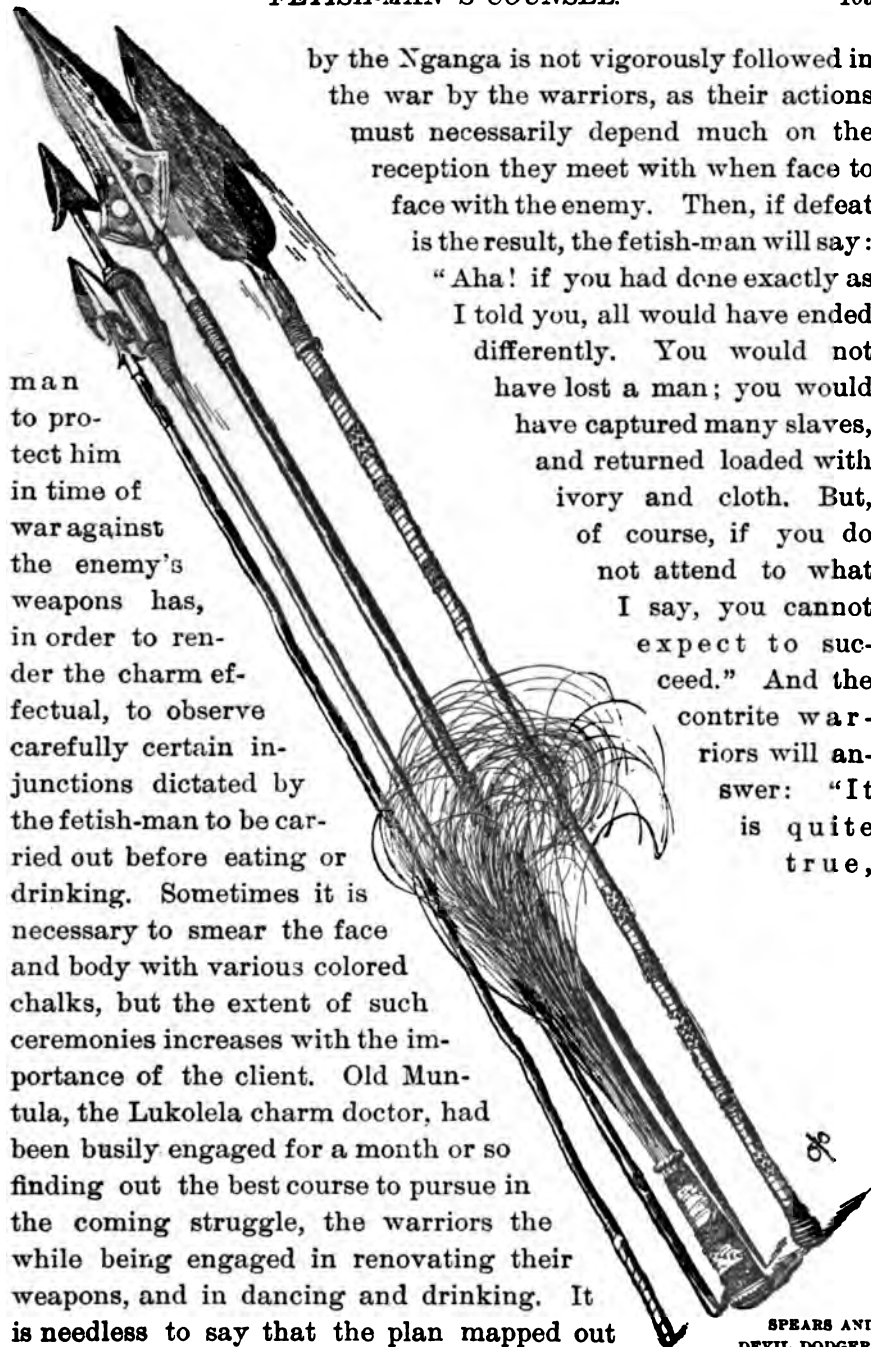 FETISH-MAN'S COUNSEL.
man
to pro-
tect him
in time of
war against
the enemy's
weapons has,
in order to ren-
der the charm ef-
fectual, to observe
carefully certain in-
junctions dictated by
the fetish-man to be car-
ried out before eating or
drinking. Sometimes it is
necessary to smear the face
and body with various colored
chalks, but the extent of such
ceremonies increases with the im-
portance of the client. Old Mun-
tula, the Lukolela charm doctor, had
been busily engaged for a month or so
finding out the best course to pursue in
the coming struggle, the warriors the
while being engaged in renovating their
weapons, and in dancing and drinking. It
is needless to say that the plan mapped out
by the Nganga is not vigorously followed in
the war by the warriors, as their actions
must necessarily depend much on the
reception they meet with when face to
face with the enemy. Then, if defeat
is the result, the fetish-man will say:
"Aha! if you had done exactly as
I told you, all would have ended
differently. You would not
have lost a man; you would
have captured many slaves,
and returned loaded with
ivory and cloth. But,
of course, if you do
not attend to what
I say, you cannot
expect to suc-
ceed." And the
contrite war-
riors will an-
swer: "It
is quite
true,
SPEARS AND
DEVIL DODGER